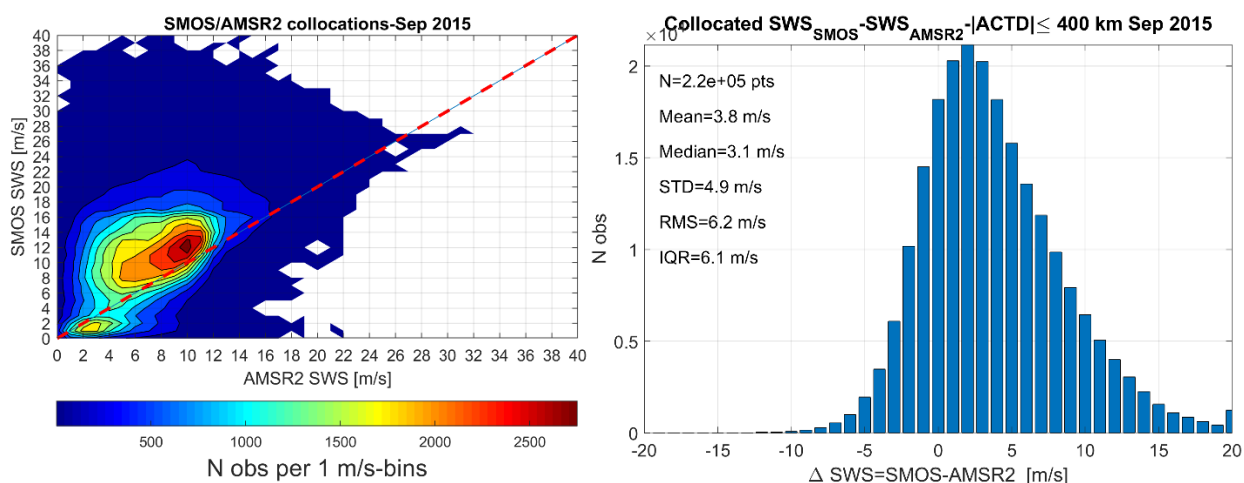 SMOS/AMSR2 collocations-Sep 2015
40
38
36
34
32
30
28
26
24
22
20
18
16
14
12
10
8
6
4
2
0
SMOS SWS [m/s]
0 2 4 6 8 10 12 14 16 18 20 22 24 26 28 30 32 34 36 38 40
AMSR2 SWS [m/s]
500 1000 1500 2000 2500
N obs per 1 m/s-bins
Collocated SWS_SMOS-SWS_AMSR2-|ACTD|≤ 400 km Sep 2015
×10
N=2.2e+05 pts
Mean=3.8 m/s
Median=3.1 m/s
STD=4.9 m/s
RMS=6.2 m/s
IQR=6.1 m/s
2
1.5
1
0.5
0
N obs
-20 -15 -10 -5 0 5 10 15 20
Δ SWS=SMOS-AMSR2 [m/s]